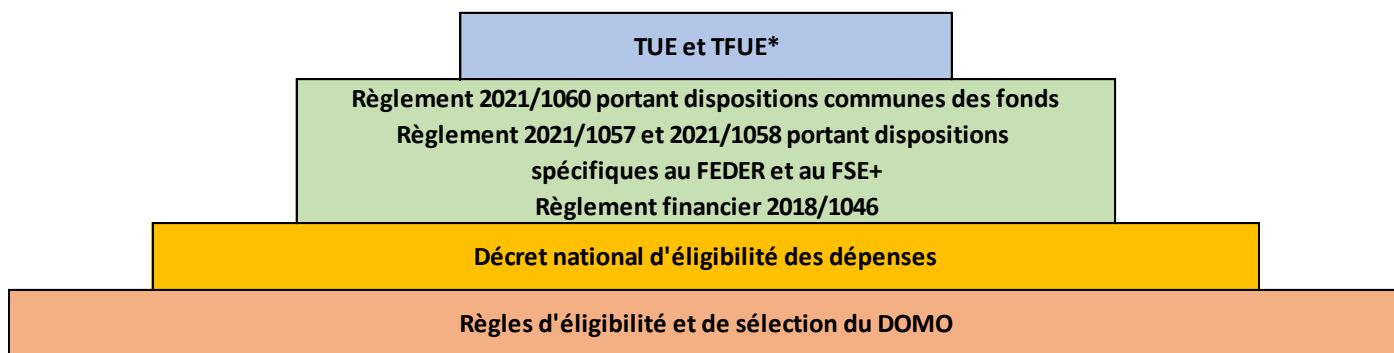 TUE et TFUE*
Règlement 2021/1060 portant dispositions communes des fonds
Règlement 2021/1057 et 2021/1058 portant dispositions
spécifiques au FEDER et au FSE+
Règlement financier 2018/1046
Décret national d'éligibilité des dépenses
Règles d'éligibilité et de sélection du DOMO